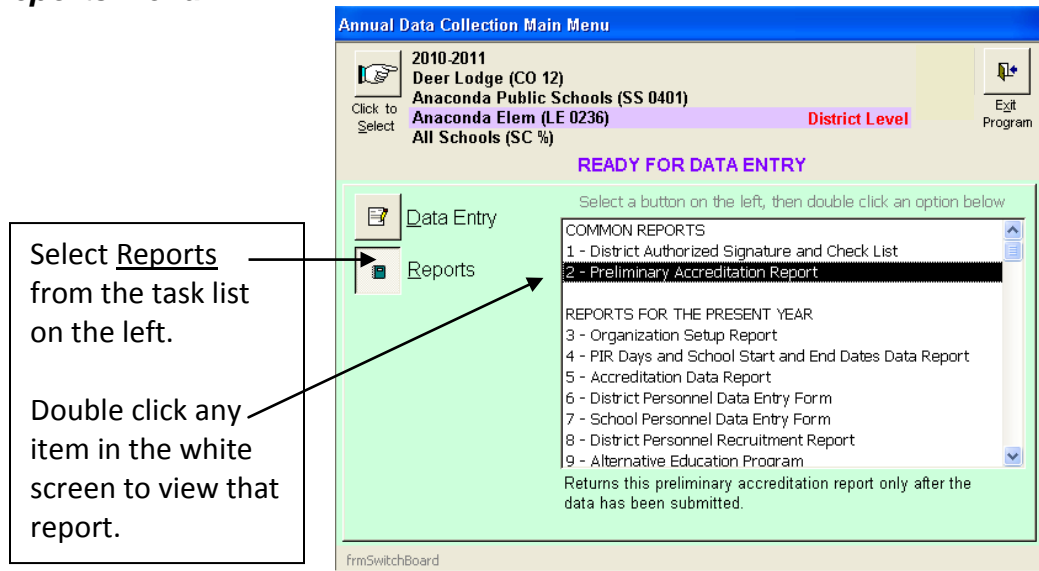 Annual Data Collection Main Menu
2010-2011
Deer Lodge (CO 12)
Anaconda Public Schools (SS 0401)
Anaconda Elem (LE 0236) District Level
All Schools (SC %)
Click to
Select
Exit
Program
READY FOR DATA ENTRY
Select a button on the left, then double click an option below
Data Entry
Reports
COMMON REPORTS
1 - District Authorized Signature and Check List
2 - Preliminary Accreditation Report
REPORTS FOR THE PRESENT YEAR
3 - Organization Setup Report
4 - PIR Days and School Start and End Dates Data Report
5 - Accreditation Data Report
6 - District Personnel Data Entry Form
7 - School Personnel Data Entry Form
8 - District Personnel Recruitment Report
9 - Alternative Education Program
Returns this preliminary accreditation report only after the
data has been submitted.
frmSwitchBoard
Select Reports
from the task list
on the left.
Double click any
item in the white
screen to view that
report.